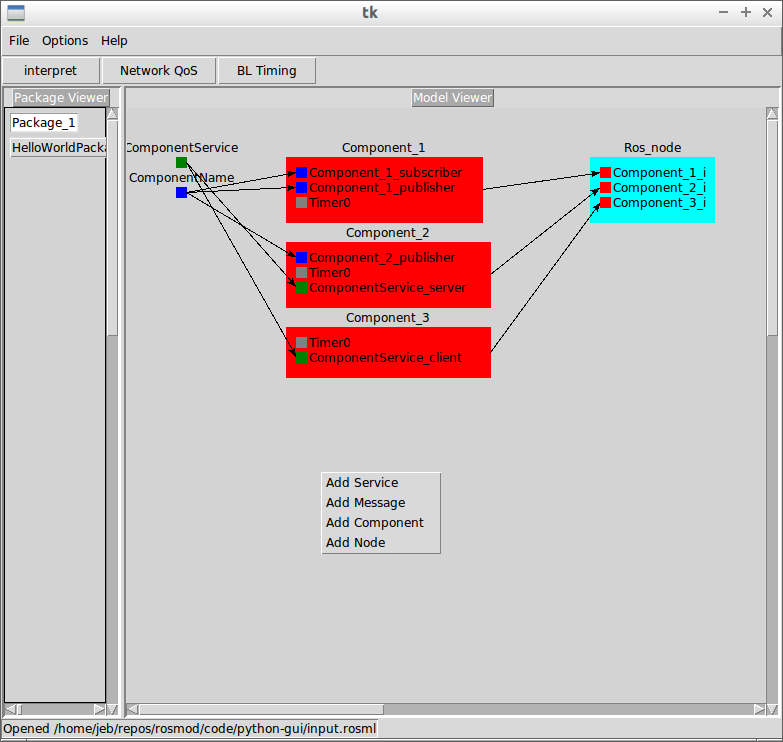 tk
File Options Help
interpret Network QoS BL Timing
Package Viewer
Package_1
HelloWorldPacka
Model Viewer
ComponentService
ComponentName
Component_1
Component_1_subscriber
Component_1_publisher
Timer0
Component_2
Component_2_publisher
Timer0
ComponentService_server
Component_3
Timer0
ComponentService_client
Ros_node
Component_1_i
Component_2_i
Component_3_i
Add Service
Add Message
Add Component
Add Node
Opened /home/jeb/repos/rosmod/code/python-gui/input.rosml